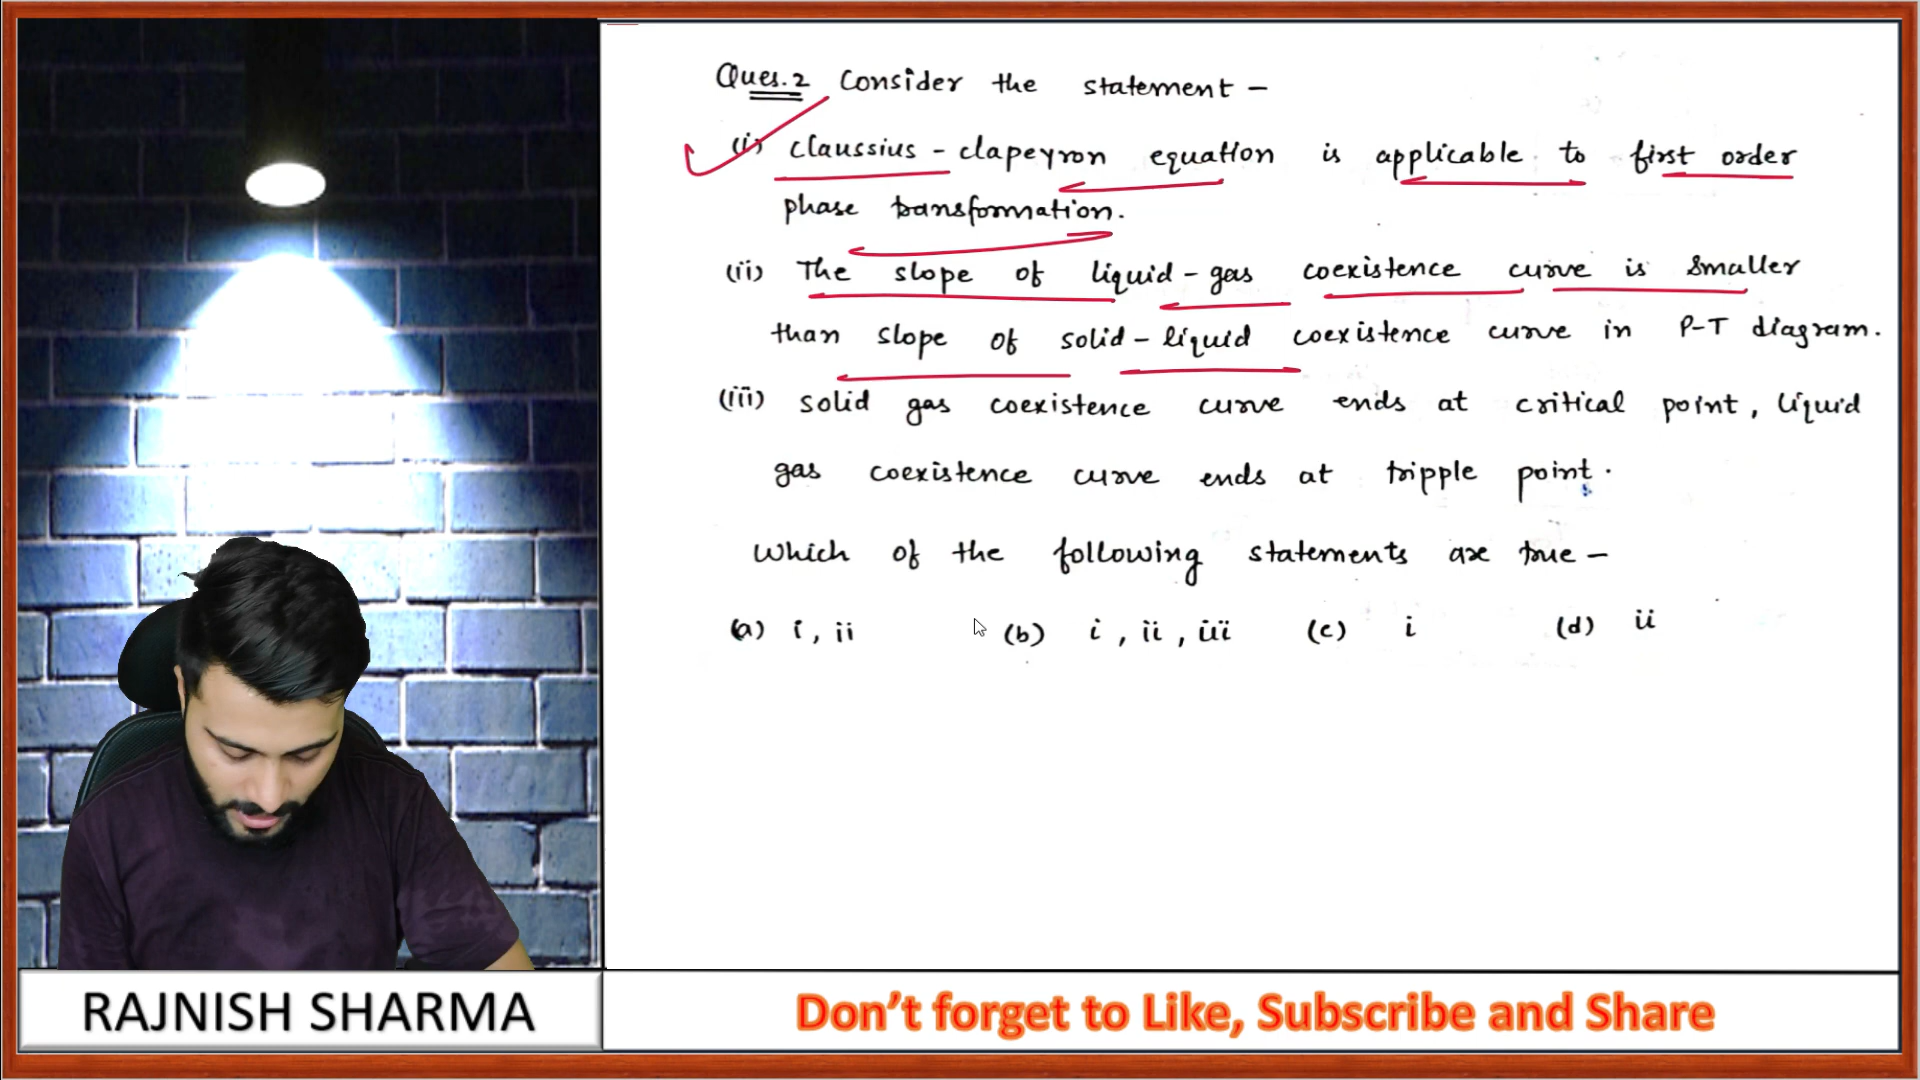 Ques.2 Consider the statement -
(i) Claussius - clapeyron equation is applicable to first order
phase transformation.
(ii) The slope of liquid - gas coexistence curve is smaller
than slope of solid - liquid coexistence curve in P-T diagram.
(iii) solid gas coexistence curve ends at critical point, liquid
gas coexistence curve ends at tripple point.
Which of the following statements are true -
(a) i, ii (b) i, ii, iii (c) i (d) ii
RAJNISH SHARMA
Don't forget to Like, Subscribe and Share